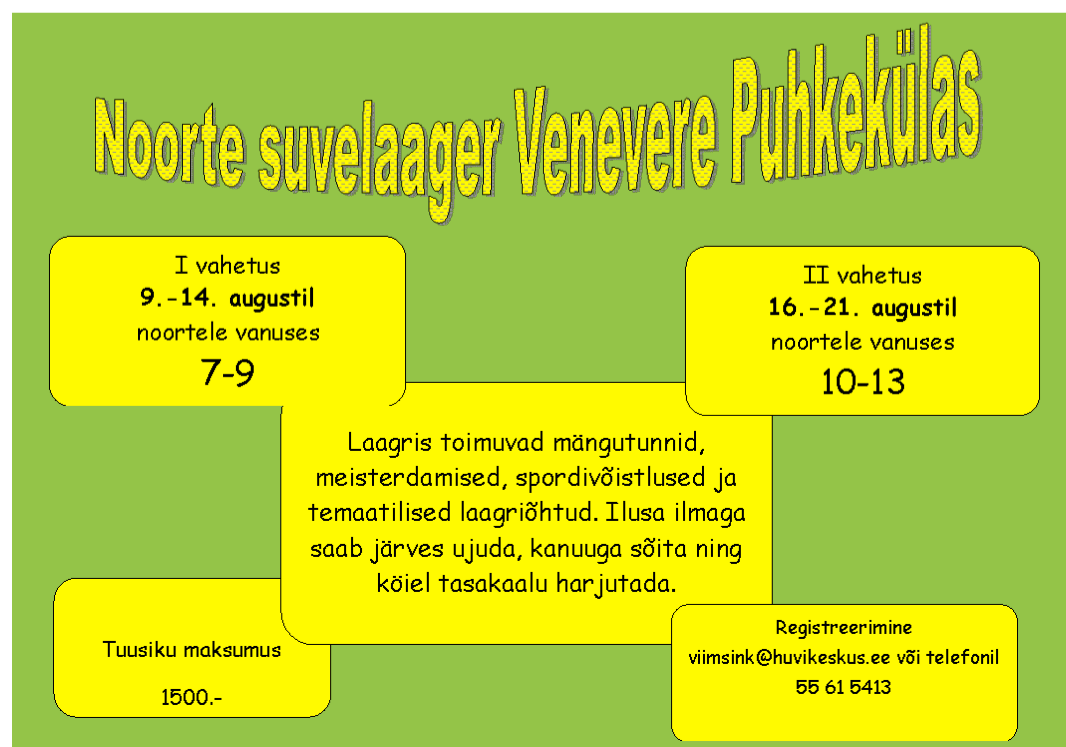 Noorte suvelaager Venevere Puhkekülas
I vahetus
9.-14. augustil
noortele vanuses
7-9
II vahetus
16.-21. augustil
noortele vanuses
10-13
Laagris toimuvad mängutunnid,
meisterdamised, spordivõistlused ja
temaatilised laagriõhtud. Ilusa ilmaga
saab järves ujuda, kanuuga sõita ning
köiel tasakaalu harjutada.
Tuusiku maksumus
1500.-
Registreerimine
viimsink@huvikeskus.ee või telefonil
55 61 5413